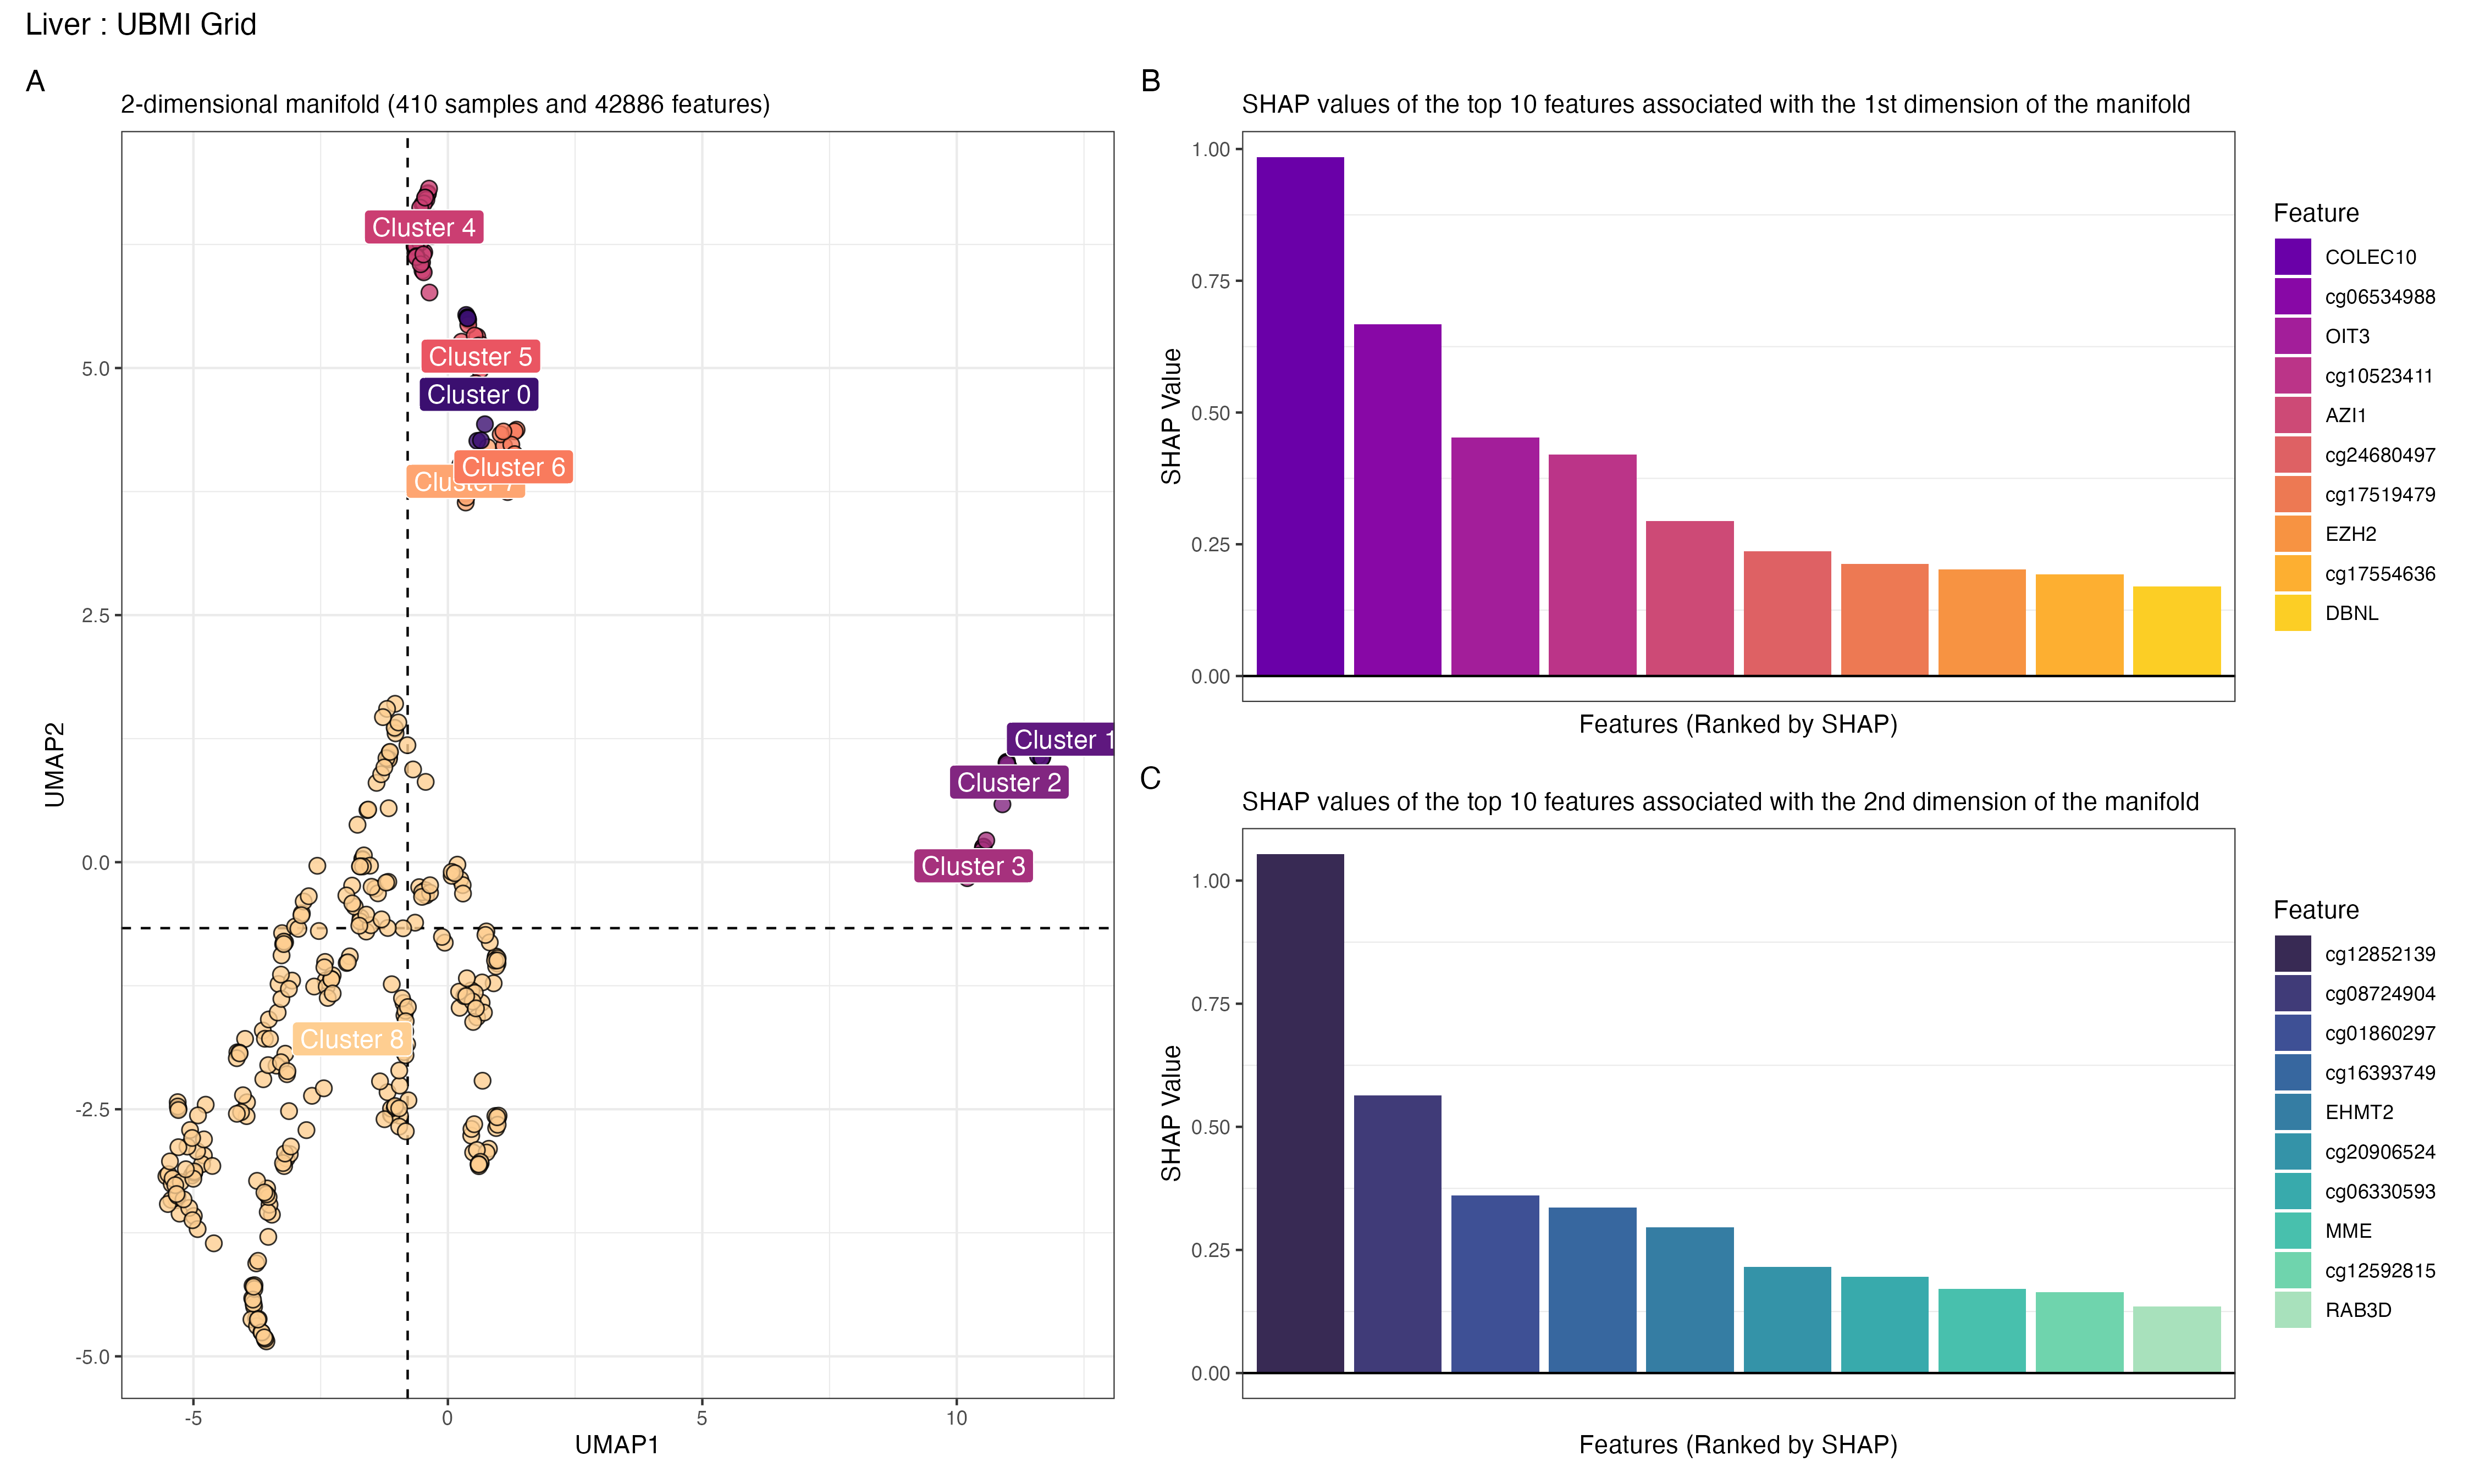 Liver : UBMI Grid
A
2-dimensional manifold (410 samples and 42886 features)
UMAP2
5.0
2.5
0.0
-2.5
-5.0
Cluster 4
Cluster 5
Cluster 0
Cluster 6
Cluster 7
Cluster 1
Cluster 2
Cluster 3
Cluster 8
-5
0
5
10
UMAP1
B
SHAP values of the top 10 features associated with the 1st dimension of the manifold
SHAP Value
1.00
0.75
0.50
0.25
0.00
Features (Ranked by SHAP)
Feature
COLEC10
cg06534988
OIT3
cg10523411
AZI1
cg24680497
cg17519479
EZH2
cg17554636
DBNL
C
SHAP values of the top 10 features associated with the 2nd dimension of the manifold
SHAP Value
1.00
0.75
0.50
0.25
0.00
Features (Ranked by SHAP)
Feature
cg12852139
cg08724904
cg01860297
cg16393749
EHMT2
cg20906524
cg06330593
MME
cg12592815
RAB3D